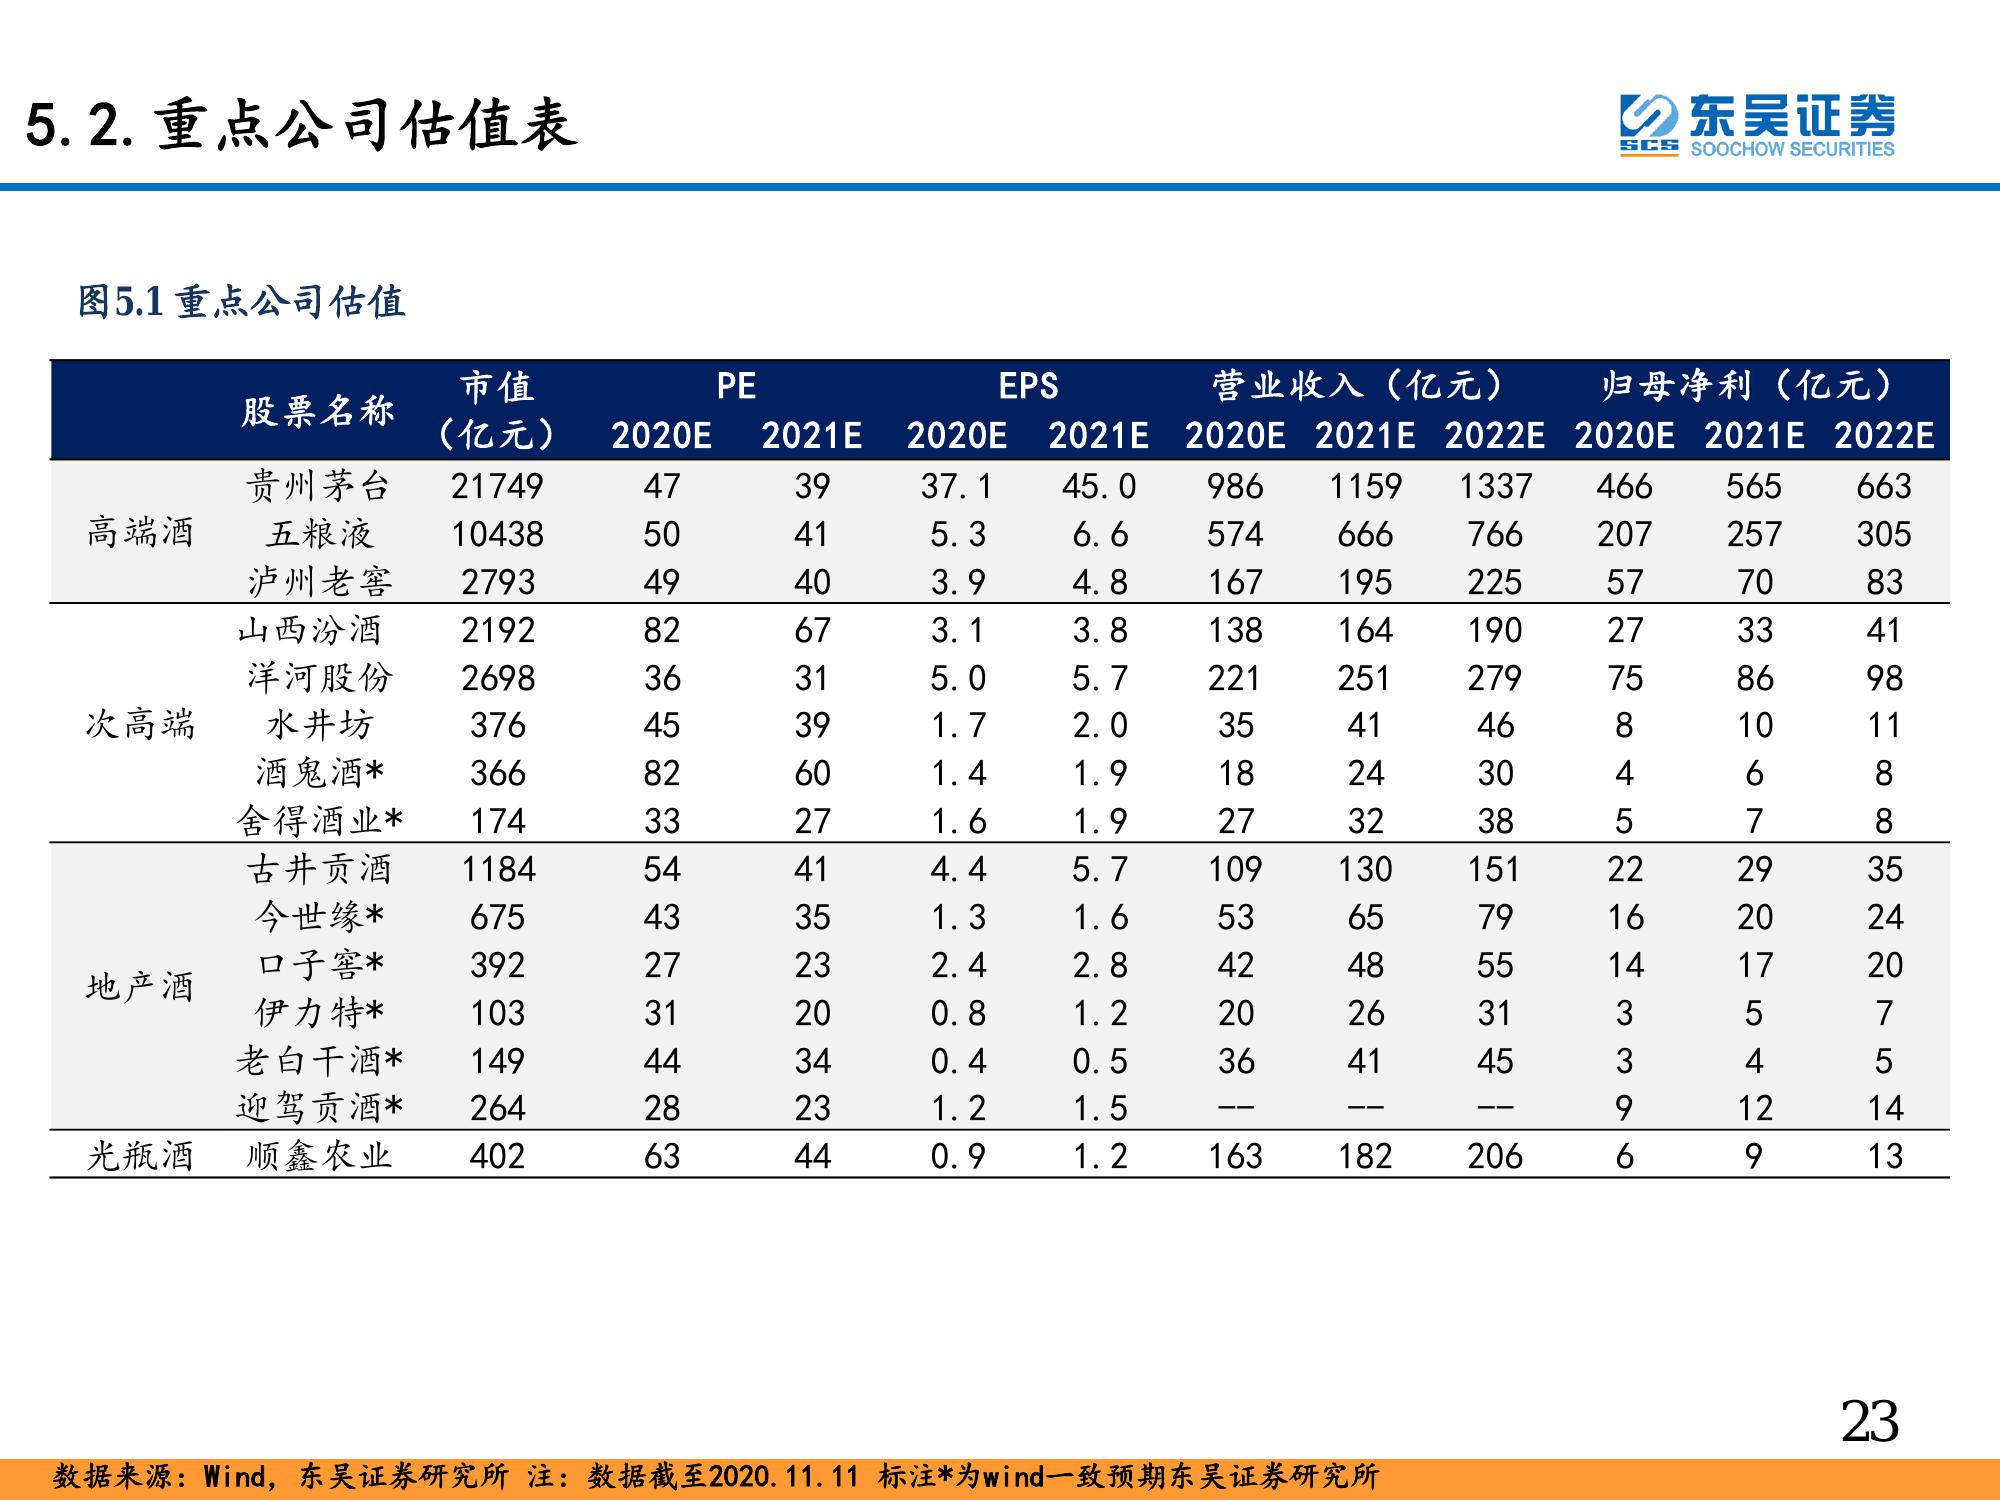 5.2.重点公司估值表
东吴证券
SCS SOOCHOW SECURITIES
图5.1 重点公司估值
股票名称 市值（亿元） PE EPS 营业收入（亿元） 归母净利（亿元）
2020E 2021E 2020E 2021E 2020E 2021E 2022E 2020E 2021E 2022E
高端酒 贵州茅台 21749 47 39 37.1 45.0 986 1159 1337 466 565 663
五粮液 10438 50 41 5.3 6.6 574 666 766 207 257 305
泸州老窖 2793 49 40 3.9 4.8 167 195 225 57 70 83
次高端 山西汾酒 2192 82 67 3.1 3.8 138 164 190 27 33 41
洋河股份 2698 36 31 5.0 5.7 221 251 279 75 86 98
水井坊 376 45 39 1.7 2.0 35 41 46 8 10 11
酒鬼酒* 366 82 60 1.4 1.9 18 24 30 4 6 8
舍得酒业* 174 33 27 1.6 1.9 27 32 38 5 7 8
地产酒 古井贡酒 1184 54 41 4.4 5.7 109 130 151 22 29 35
今世缘* 675 43 35 1.3 1.6 53 65 79 16 20 24
口子窖* 392 27 23 2.4 2.8 42 48 55 14 17 20
伊力特* 103 31 20 0.8 1.2 20 26 31 3 5 7
老白干酒* 149 44 34 0.4 0.5 36 41 45 3 4 5
迎驾贡酒* 264 28 23 1.2 1.5 -- -- -- 9 12 14
光瓶酒 顺鑫农业 402 63 44 0.9 1.2 163 182 206 6 9 13
23
数据来源：Wind，东吴证券研究所 注：数据截至2020.11.11 标注*为wind一致预期东吴证券研究所